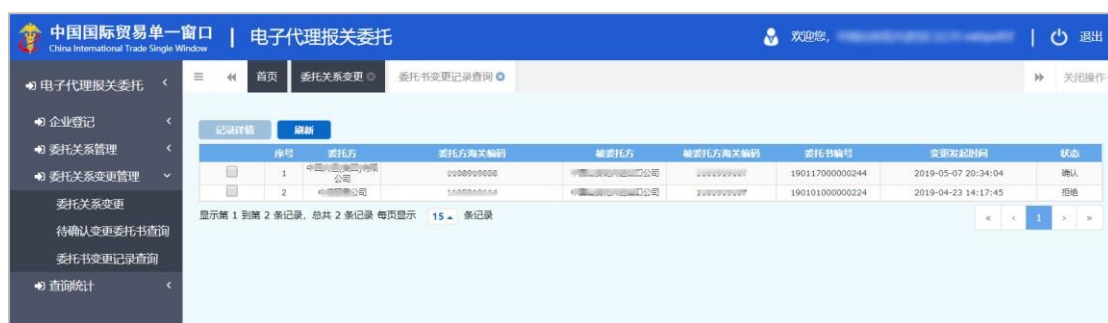 中国国际贸易单一窗口 | 电子代理报关委托 欢迎您, | 退出
China International Trade Single Window
电子代理报关委托 首页 委托关系变更 委托书变更记录查询 关闭操作
企业登记
委托关系管理
委托关系变更管理
委托关系变更
待确认变更委托书查询
委托书变更记录查询
查询统计
记录详情 刷新
序号 委托方 委托方海关编码 被委托方 被委托方海关编码 委托书编号 变更发起时间 状态
1 公司 公司 190117000000244 2019-05-07 20:34:04 确认
2 公司 公司 190101000000224 2019-04-23 14:17:45 拒绝
显示第 1 到第 2 条记录, 总共 2 条记录 每页显示 15 条记录
« ‹ 1 › »